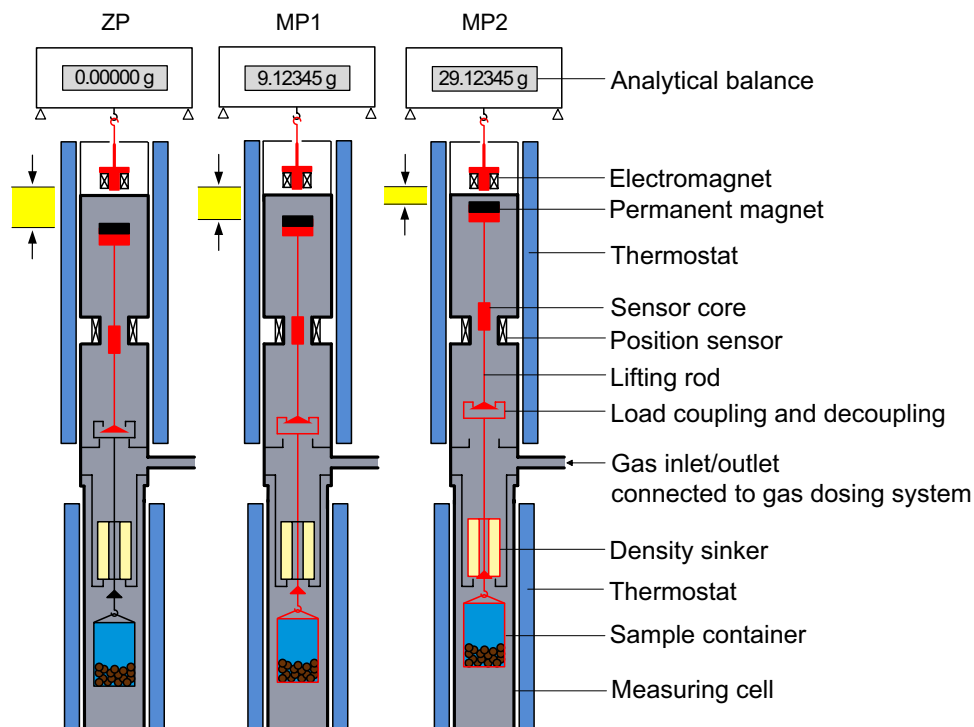 ZP MP1 MP2
0.00000 g 9.12345 g 29.12345 g
Analytical balance
Electromagnet
Permanent magnet
Thermostat
Sensor core
Position sensor
Lifting rod
Load coupling and decoupling
Gas inlet/outlet
connected to gas dosing system
Density sinker
Thermostat
Sample container
Measuring cell